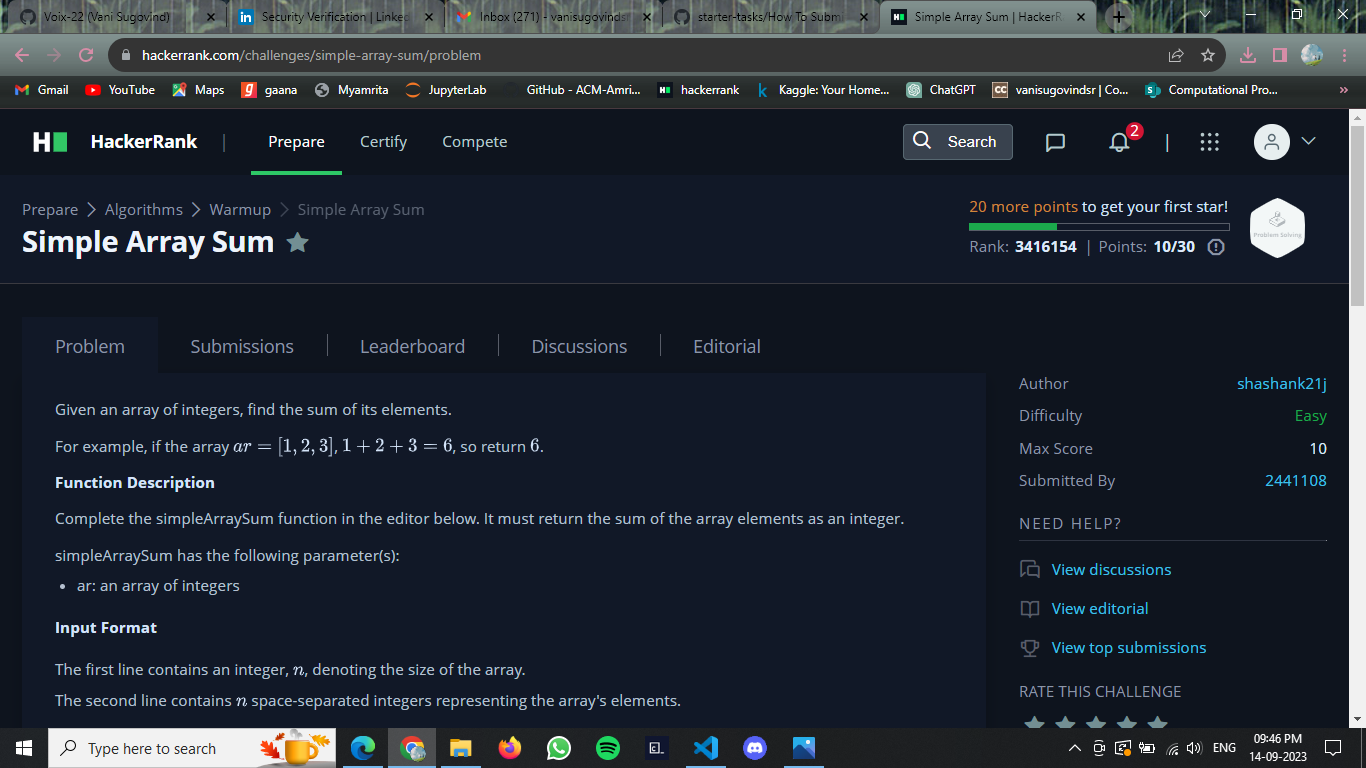 Voix-22 (Vani Sugovind)
Security Verification | Linked
Inbox (271) - vanisugovinds
starter-tasks/How To Subm
Simple Array Sum | HackerR
hackerrank.com/challenges/simple-array-sum/problem
Gmail
YouTube
Maps
gaana
Myamrita
JupyterLab
GitHub - ACM-Amri...
hackerrank
Kaggle: Your Home...
ChatGPT
vanisugovindsr | Co...
Computational Pro...
HackerRank
|
Prepare
Certify
Compete
Search
2
|
Prepare > Algorithms > Warmup > Simple Array Sum
Simple Array Sum
20 more points to get your first star!
Rank: 3416154 | Points: 10/30
Problem Solving
Problem
Submissions
Leaderboard
Discussions
Editorial
Given an array of integers, find the sum of its elements.
For example, if the array ar = [1, 2, 3], 1 + 2 + 3 = 6, so return 6.
Function Description
Complete the simpleArraySum function in the editor below. It must return the sum of the array elements as an integer.
simpleArraySum has the following parameter(s):
• ar: an array of integers
Input Format
The first line contains an integer, n, denoting the size of the array.
The second line contains n space-separated integers representing the array's elements.
Author shashank21j
Difficulty Easy
Max Score 10
Submitted By 2441108
NEED HELP?
View discussions
View editorial
View top submissions
RATE THIS CHALLENGE
Type here to search
ENG
09:46 PM
14-09-2023